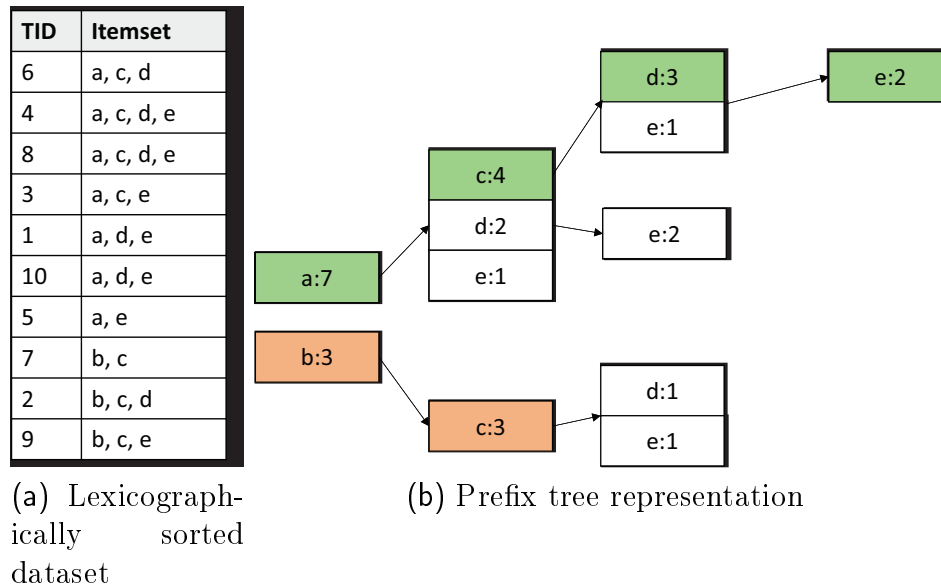 TID Itemset
6 a, c, d
4 a, c, d, e
8 a, c, d, e
3 a, c, e
1 a, d, e
10 a, d, e
5 a, e
7 b, c
2 b, c, d
9 b, c, e
a:7
b:3
c:4
d:2
e:1
c:3
d:3
e:1
e:2
d:1
e:1
e:2
(a) Lexicograph-
ically sorted
dataset
(b) Prefix tree representation